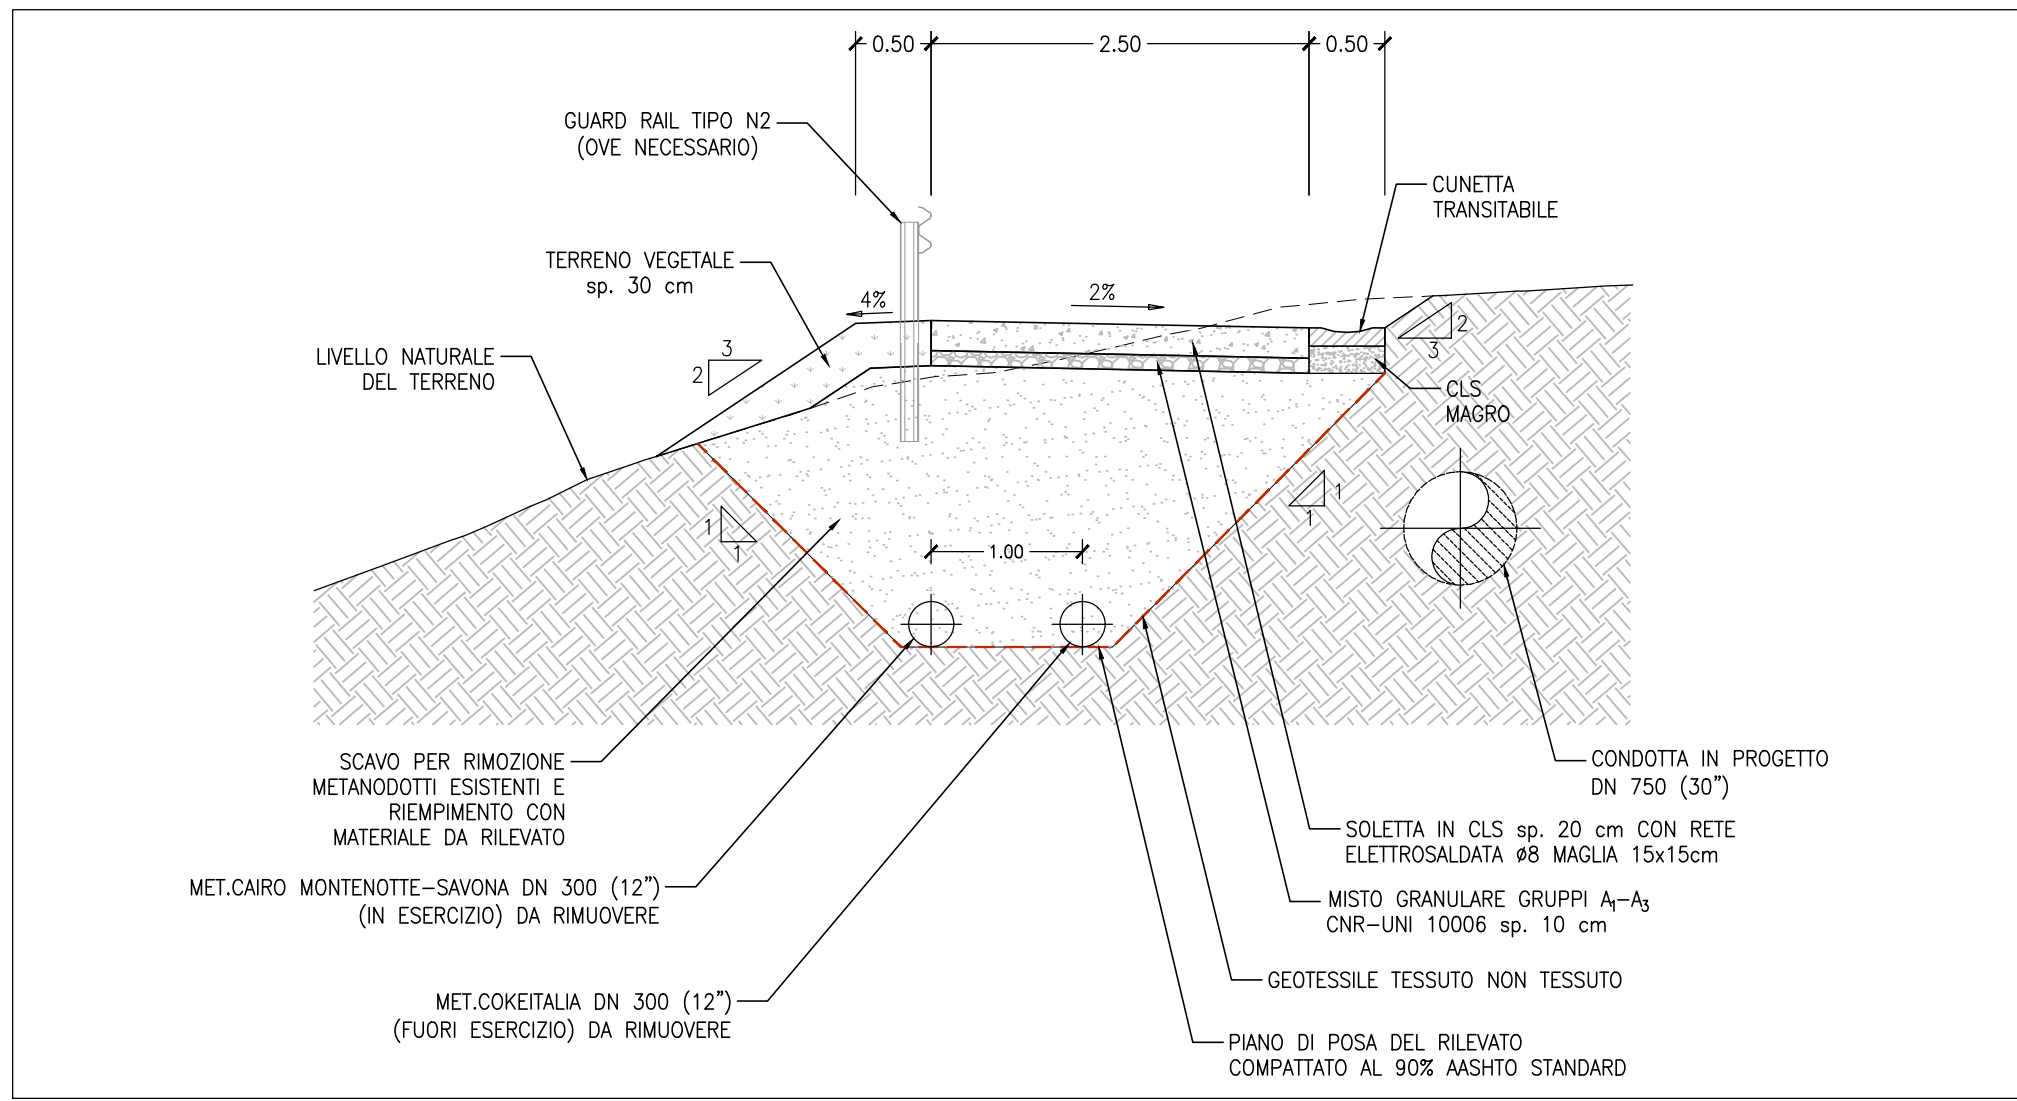 0.50
2.50
0.50
GUARD RAIL TIPO N2
(OVE NECESSARIO)
CUNETTA
TRANSITABILE
TERRENO VEGETALE
sp. 30 cm
4%
2%
LIVELLO NATURALE
DEL TERRENO
3
2
2
3
CLS
MAGRO
1
1
1
1
1.00
SCAVO PER RIMOZIONE
METANODOTTI ESISTENTI E
RIEMPIMENTO CON
MATERIALE DA RILEVATO
CONDOTTA IN PROGETTO
DN 750 (30")
SOLETTA IN CLS sp. 20 cm CON RETE
ELETTROSALDATA ø8 MAGLIA 15x15cm
MET.CAIRO MONTENOTTE-SAVONA DN 300 (12")
(IN ESERCIZIO) DA RIMUOVERE
MISTO GRANULARE GRUPPI A₁-A₃
CNR-UNI 10006 sp. 10 cm
GEOTESSILE TESSUTO NON TESSUTO
MET.COKEITALIA DN 300 (12")
(FUORI ESERCIZIO) DA RIMUOVERE
PIANO DI POSA DEL RILEVATO
COMPATTATO AL 90% AASHTO STANDARD